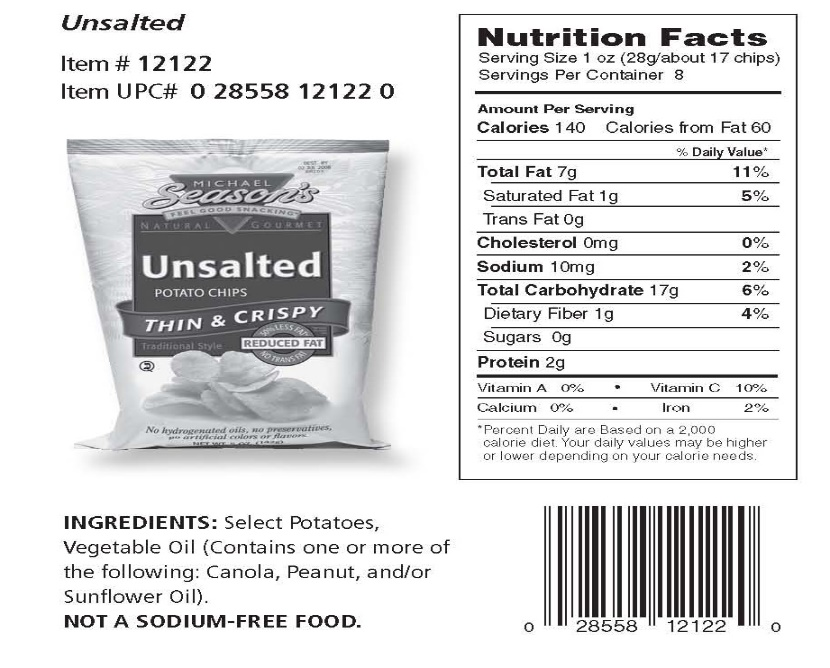 Unsalted
Item # 12122
Item UPC# 0 28558 12122 0
MICHAEL
Season's
FEEL GOOD SNACKING
NATURAL GOURMET
Unsalted
POTATO CHIPS
THIN & CRISPY
Traditional Style
LESS FAT
REDUCED FAT
NO TRANS FAT
No hydrogenated oils, no preservatives,
no artificial colors or flavors.
Nutrition Facts
Serving Size 1 oz (28g/about 17 chips)
Servings Per Container 8
Amount Per Serving
Calories 140 Calories from Fat 60
% Daily Value*
Total Fat 7g 11%
Saturated Fat 1g 5%
Trans Fat 0g
Cholesterol 0mg 0%
Sodium 10mg 2%
Total Carbohydrate 17g 6%
Dietary Fiber 1g 4%
Sugars 0g
Protein 2g
Vitamin A 0% • Vitamin C 10%
Calcium 0% • Iron 2%
*Percent Daily are Based on a 2,000
calorie diet. Your daily values may be higher
or lower depending on your calorie needs.
INGREDIENTS: Select Potatoes,
Vegetable Oil (Contains one or more of
the following: Canola, Peanut, and/or
Sunflower Oil).
NOT A SODIUM-FREE FOOD.
0 28558 12122 0